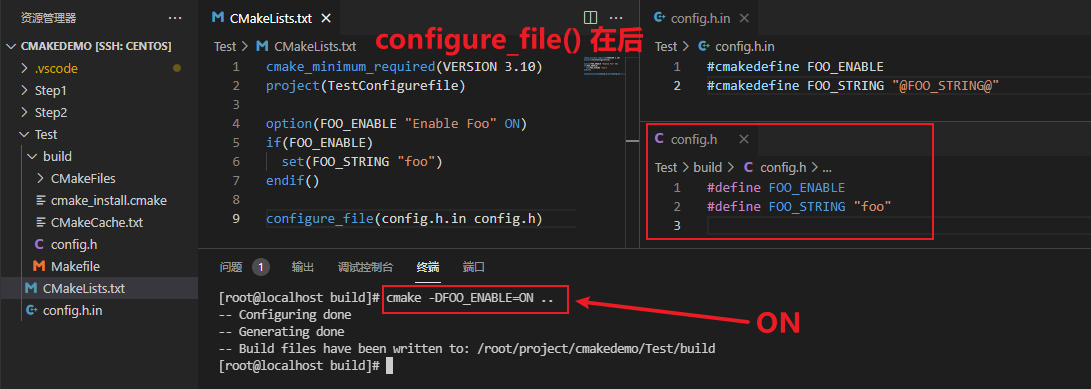 资源管理器
CMAKEDEMO [SSH: CENTOS]
.vscode
Step1
Step2
Test
build
CMakeFiles
cmake_install.cmake
CMakeCache.txt
config.h
Makefile
CMakeLists.txt
config.h.in
CMakeLists.txt
Test > CMakeLists.txt
configure_file() 在后
1 cmake_minimum_required(VERSION 3.10)
2 project(TestConfigurefile)
3
4 option(FOO_ENABLE "Enable Foo" ON)
5 if(FOO_ENABLE)
6 set(FOO_STRING "foo")
7 endif()
8
9 configure_file(config.h.in config.h)
config.h.in
Test > config.h.in
1 #cmakedefine FOO_ENABLE
2 #cmakedefine FOO_STRING "@FOO_STRING@"
config.h
Test > build > config.h > ...
1 #define FOO_ENABLE
2 #define FOO_STRING "foo"
3
问题 1 输出 调试控制台 终端 端口
[root@localhost build]# cmake -DFOO_ENABLE=ON ..
-- Configuring done
-- Generating done
-- Build files have been written to: /root/project/cmakedemo/Test/build
[root@localhost build]#
ON